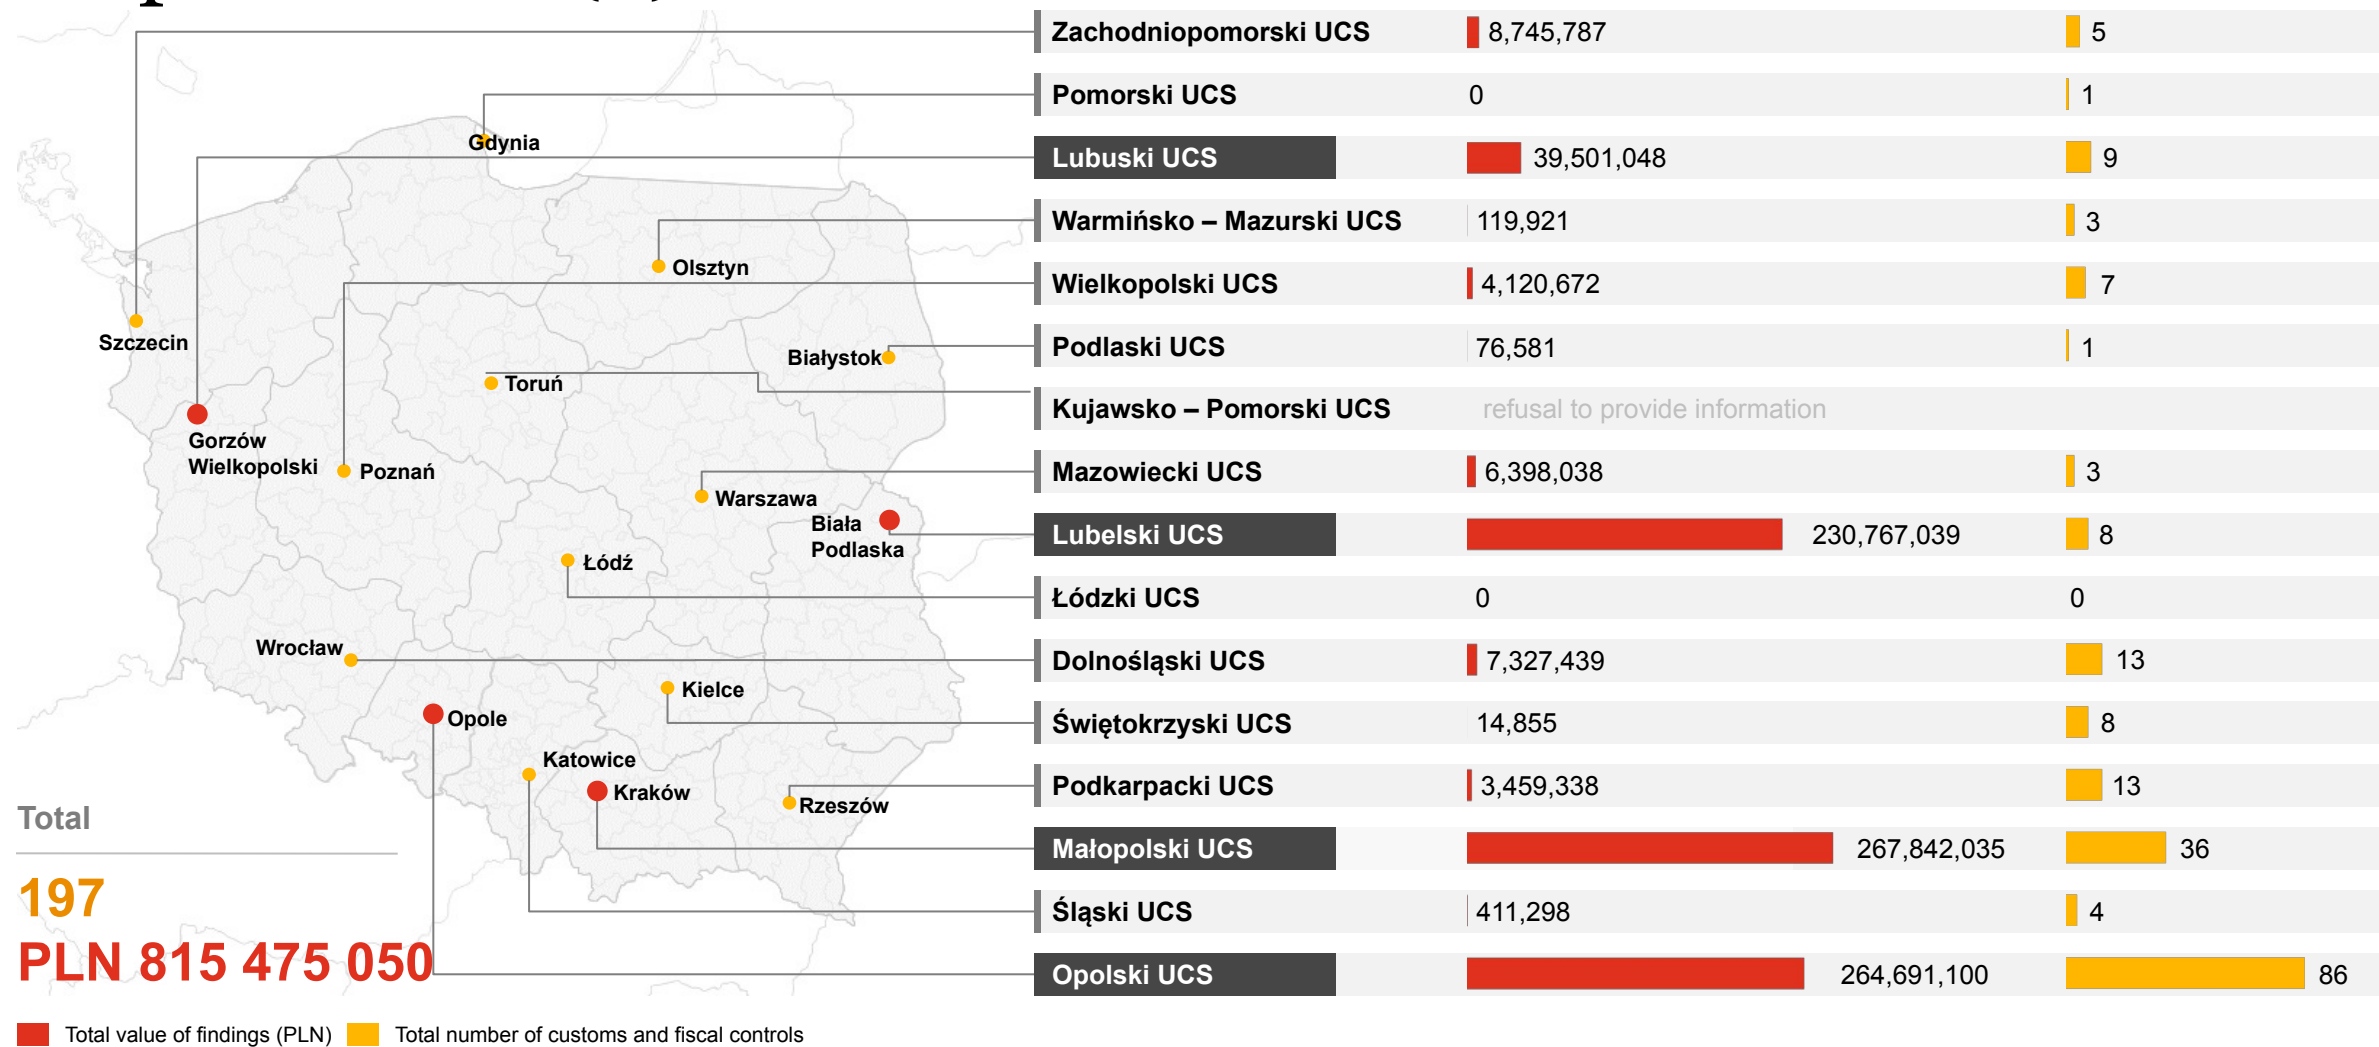 Zachodniopomorski UCS 8,745,787 5
Pomorski UCS 0 1
Gdynia
Lubuski UCS 39,501,048 9
Warmińsko – Mazurski UCS 119,921 3
Olsztyn
Wielkopolski UCS 4,120,672 7
Szczecin
Podlaski UCS 76,581 1
Białystok
Toruń
Kujawsko – Pomorski UCS refusal to provide information
Gorzów
Wielkopolski
Poznań
Mazowiecki UCS 6,398,038 3
Warszawa
Biała
Podlaska
Lubelski UCS 230,767,039 8
Łódź
Łódzki UCS 0 0
Wrocław
Dolnośląski UCS 7,327,439 13
Kielce
Opole
Świętokrzyski UCS 14,855 8
Katowice
Kraków
Podkarpacki UCS 3,459,338 13
Rzeszów
Małopolski UCS 267,842,035 36
Śląski UCS 411,298 4
Opolski UCS 264,691,100 86
Total
197
PLN 815 475 050
Total value of findings (PLN) Total number of customs and fiscal controls